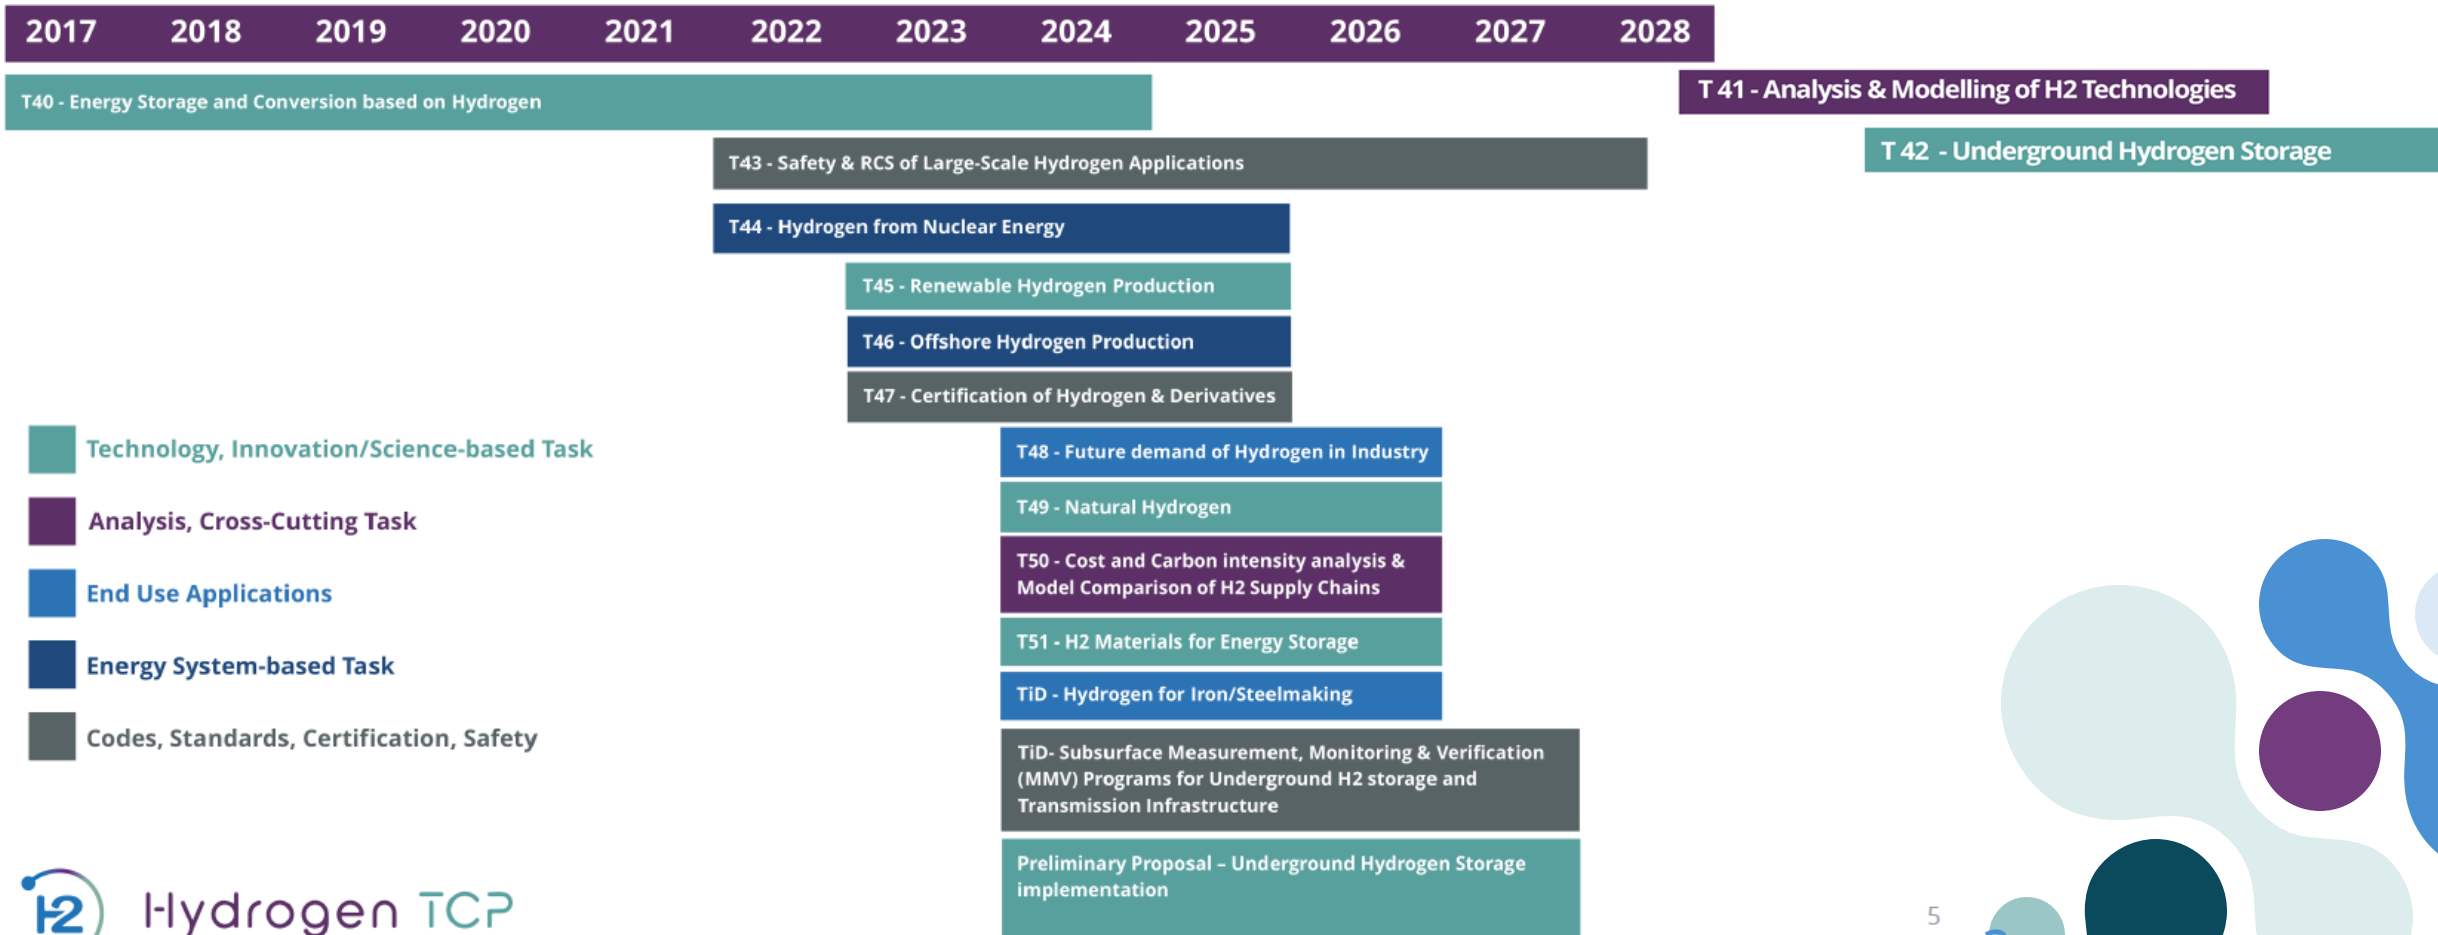 2017 2018 2019 2020 2021 2022 2023 2024 2025 2026 2027 2028
T40 - Energy Storage and Conversion based on Hydrogen
T 41 - Analysis & Modelling of H2 Technologies
T 42 - Underground Hydrogen Storage
T43 - Safety & RCS of Large-Scale Hydrogen Applications
T44 - Hydrogen from Nuclear Energy
T45 - Renewable Hydrogen Production
T46 - Offshore Hydrogen Production
T47 - Certification of Hydrogen & Derivatives
T48 - Future demand of Hydrogen in Industry
T49 - Natural Hydrogen
T50 - Cost and Carbon intensity analysis &
Model Comparison of H2 Supply Chains
T51 - H2 Materials for Energy Storage
TiD - Hydrogen for Iron/Steelmaking
TiD- Subsurface Measurement, Monitoring & Verification
(MMV) Programs for Underground H2 storage and
Transmission Infrastructure
Preliminary Proposal – Underground Hydrogen Storage
implementation
Technology, Innovation/Science-based Task
Analysis, Cross-Cutting Task
End Use Applications
Energy System-based Task
Codes, Standards, Certification, Safety
H2 Hydrogen TCP
5